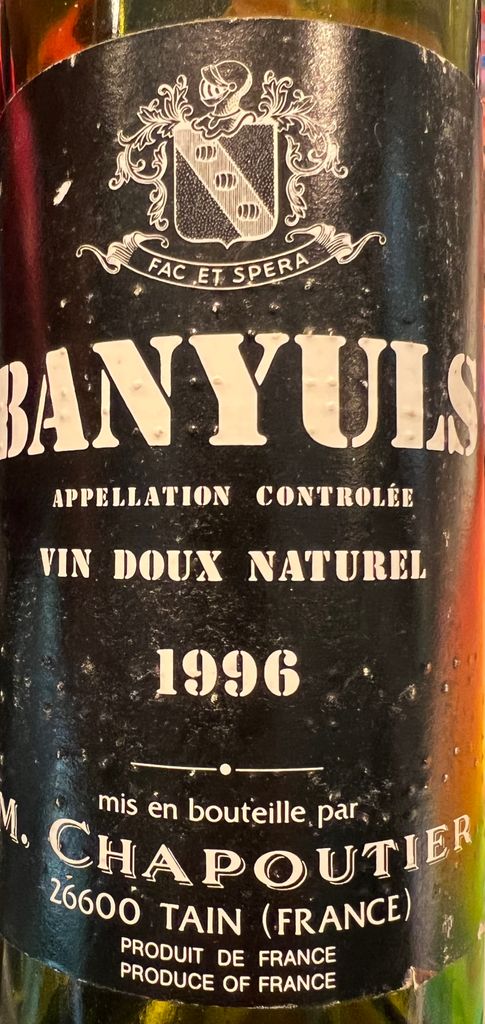 FAC ET SPERA
BANYULS
APPELLATION CONTROLÉE
VIN DOUX NATUREL
1996
mis en bouteille par
M. CHAPOUTIER
26600 TAIN (FRANCE)
PRODUIT DE FRANCE
PRODUCE OF FRANCE